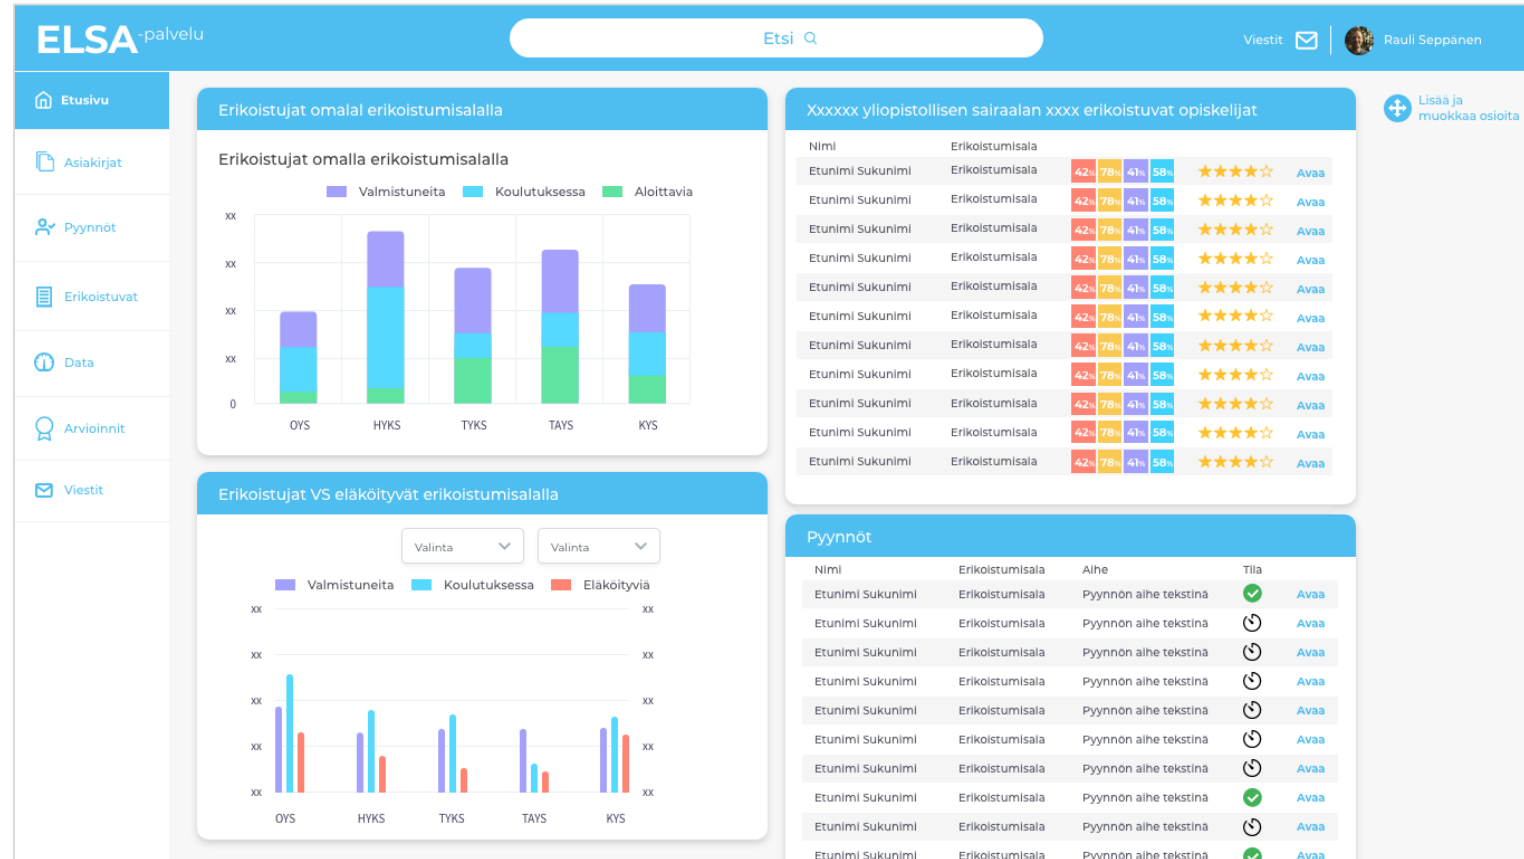 ELSA-palvelu
Etsi
Viestit
Rauli Seppänen
Etusivu
Asiakirjat
Pyynnöt
Erikoistuvat
Data
Arvioinnit
Viestit
Erikoistujat omalal erikoistumisalalla
Erikoistujat omalla erikoistumisalalla
Valmistuneita Koulutuksessa Aloittavia
xx
xx
xx
xx
0
OYS HYKS TYKS TAYS KYS
Erikoistujat VS eläköityvät erikoistumisalalla
Valinta Valinta
Valmistuneita Koulutuksessa Eläköityviä
xx xx
xx xx
xx xx
xx xx
xx xx
OYS HYKS TYKS TAYS KYS
Xxxxxx yliopistollisen sairaalan xxxx erikoistuvat opiskelijat
Nimi Erikoistumisala
Etunimi Sukunimi Erikoistumisala 42% 78% 41% 58% Avaa
Etunimi Sukunimi Erikoistumisala 42% 78% 41% 58% Avaa
Etunimi Sukunimi Erikoistumisala 42% 78% 41% 58% Avaa
Etunimi Sukunimi Erikoistumisala 42% 78% 41% 58% Avaa
Etunimi Sukunimi Erikoistumisala 42% 78% 41% 58% Avaa
Etunimi Sukunimi Erikoistumisala 42% 78% 41% 58% Avaa
Etunimi Sukunimi Erikoistumisala 42% 78% 41% 58% Avaa
Etunimi Sukunimi Erikoistumisala 42% 78% 41% 58% Avaa
Etunimi Sukunimi Erikoistumisala 42% 78% 41% 58% Avaa
Etunimi Sukunimi Erikoistumisala 42% 78% 41% 58% Avaa
Etunimi Sukunimi Erikoistumisala 42% 78% 41% 58% Avaa
Pyynnöt
Nimi Erikoistumisala Aihe Tila
Etunimi Sukunimi Erikoistumisala Pyynnön aihe tekstinä Avaa
Etunimi Sukunimi Erikoistumisala Pyynnön aihe tekstinä Avaa
Etunimi Sukunimi Erikoistumisala Pyynnön aihe tekstinä Avaa
Etunimi Sukunimi Erikoistumisala Pyynnön aihe tekstinä Avaa
Etunimi Sukunimi Erikoistumisala Pyynnön aihe tekstinä Avaa
Etunimi Sukunimi Erikoistumisala Pyynnön aihe tekstinä Avaa
Etunimi Sukunimi Erikoistumisala Pyynnön aihe tekstinä Avaa
Etunimi Sukunimi Erikoistumisala Pyynnön aihe tekstinä Avaa
Etunimi Sukunimi Erikoistumisala Pyynnön aihe tekstinä Avaa
Etunimi Sukunimi Erikoistumisala Pyynnön aihe tekstinä Avaa
Lisää ja
muokkaa osioita